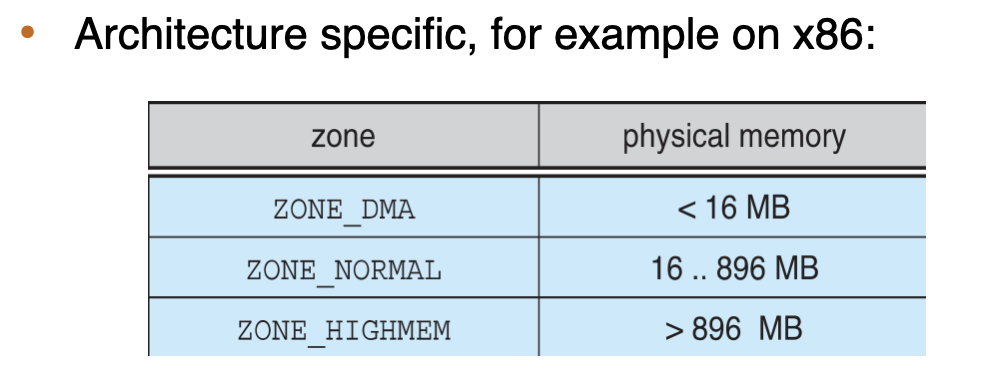 • Architecture specific, for example on x86:
zone physical memory
ZONE_DMA < 16 MB
ZONE_NORMAL 16 .. 896 MB
ZONE_HIGHMEM > 896 MB